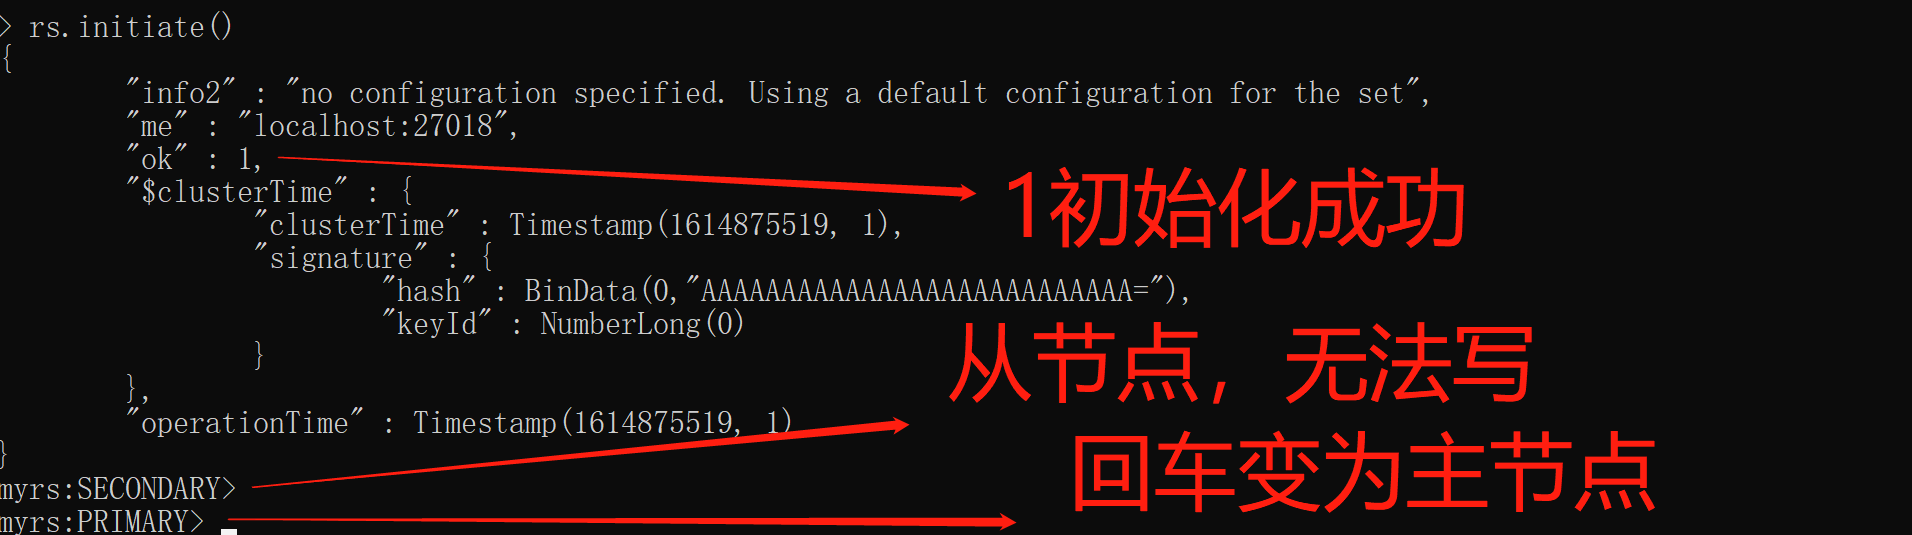 > rs.initiate()
{
"info2" : "no configuration specified. Using a default configuration for the set",
"me" : "localhost:27018",
"ok" : 1,
"$clusterTime" : {
1初始化成功
"clusterTime" : Timestamp(1614875519, 1),
"signature" : {
"hash" : BinData(0,"AAAAAAAAAAAAAAAAAAAAAAAAAAA="),
"keyId" : NumberLong(0)
}
从节点，无法写
},
"operationTime" : Timestamp(1614875519, 1)
}
回车变为主节点
myrs:SECONDARY>
myrs:PRIMARY>